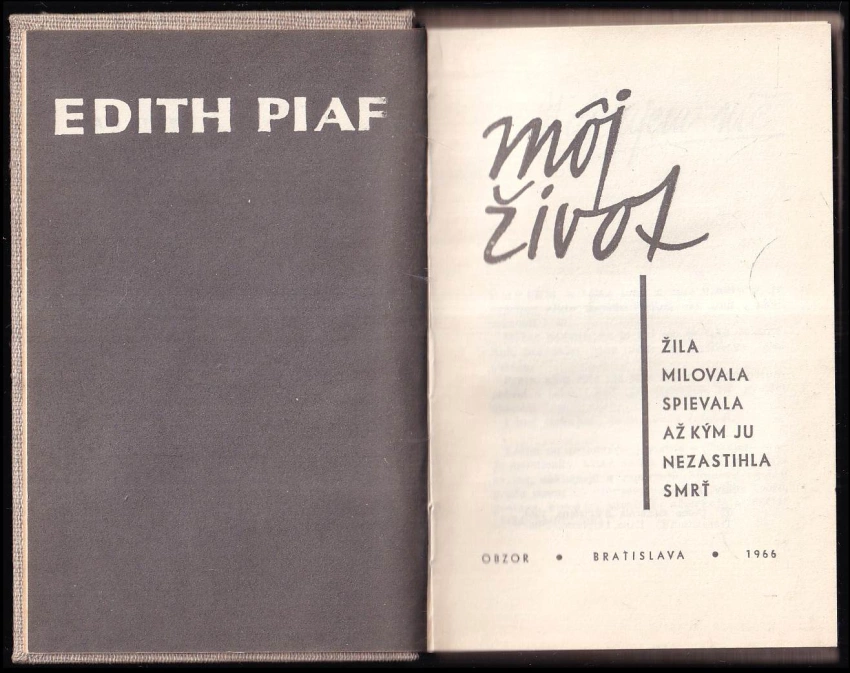 EDITH PIAF
môj
život
ŽILA
MILOVALA
SPIEVALA
AŽ KÝM JU
NEZASTIHLA
SMRŤ
OBZOR • BRATISLAVA • 1966